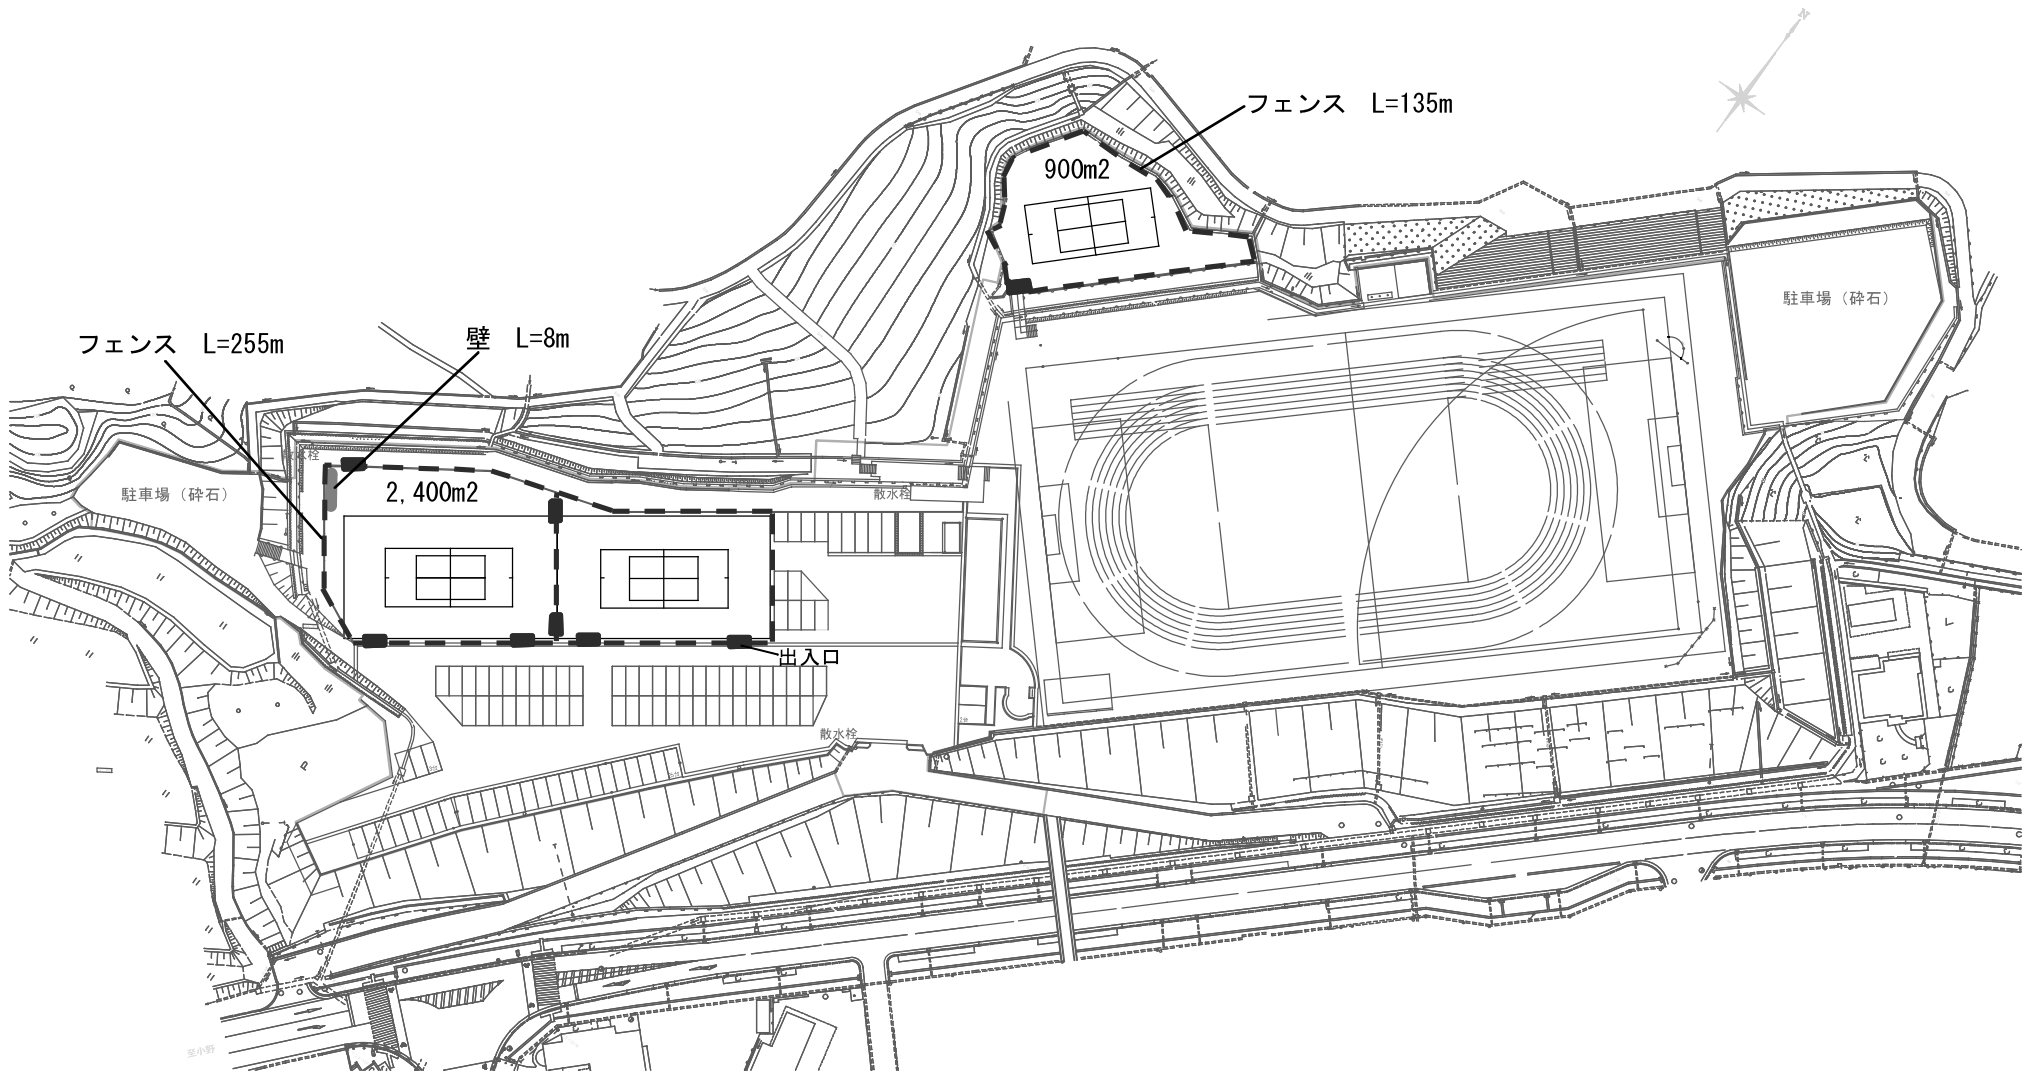 N
フェンス　L=135m
900m2
駐車場（砕石）
フェンス　L=255m
壁　L=8m
散水栓
駐車場（砕石）
2,400m2
散水栓
出入口
散水栓
P
至小野